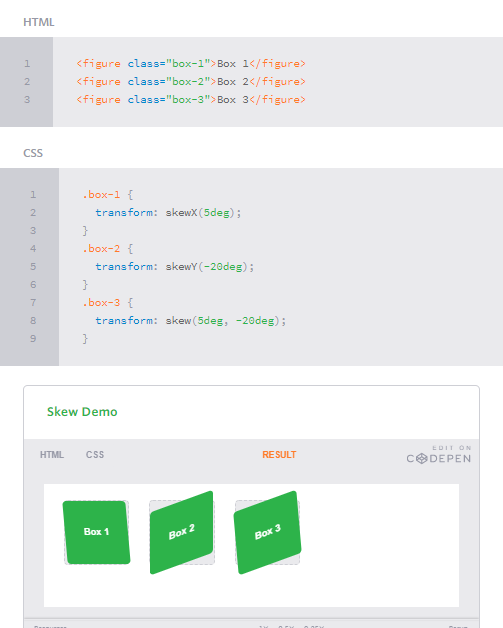 HTML
1 <figure class="box-1">Box 1</figure>
2 <figure class="box-2">Box 2</figure>
3 <figure class="box-3">Box 3</figure>
CSS
1 .box-1 {
2 transform: skewX(5deg);
3 }
4 .box-2 {
5 transform: skewY(-20deg);
6 }
7 .box-3 {
8 transform: skew(5deg, -20deg);
9 }
Skew Demo
HTML CSS RESULT EDIT ON
CODEPEN
Box 1 Box 2 Box 3